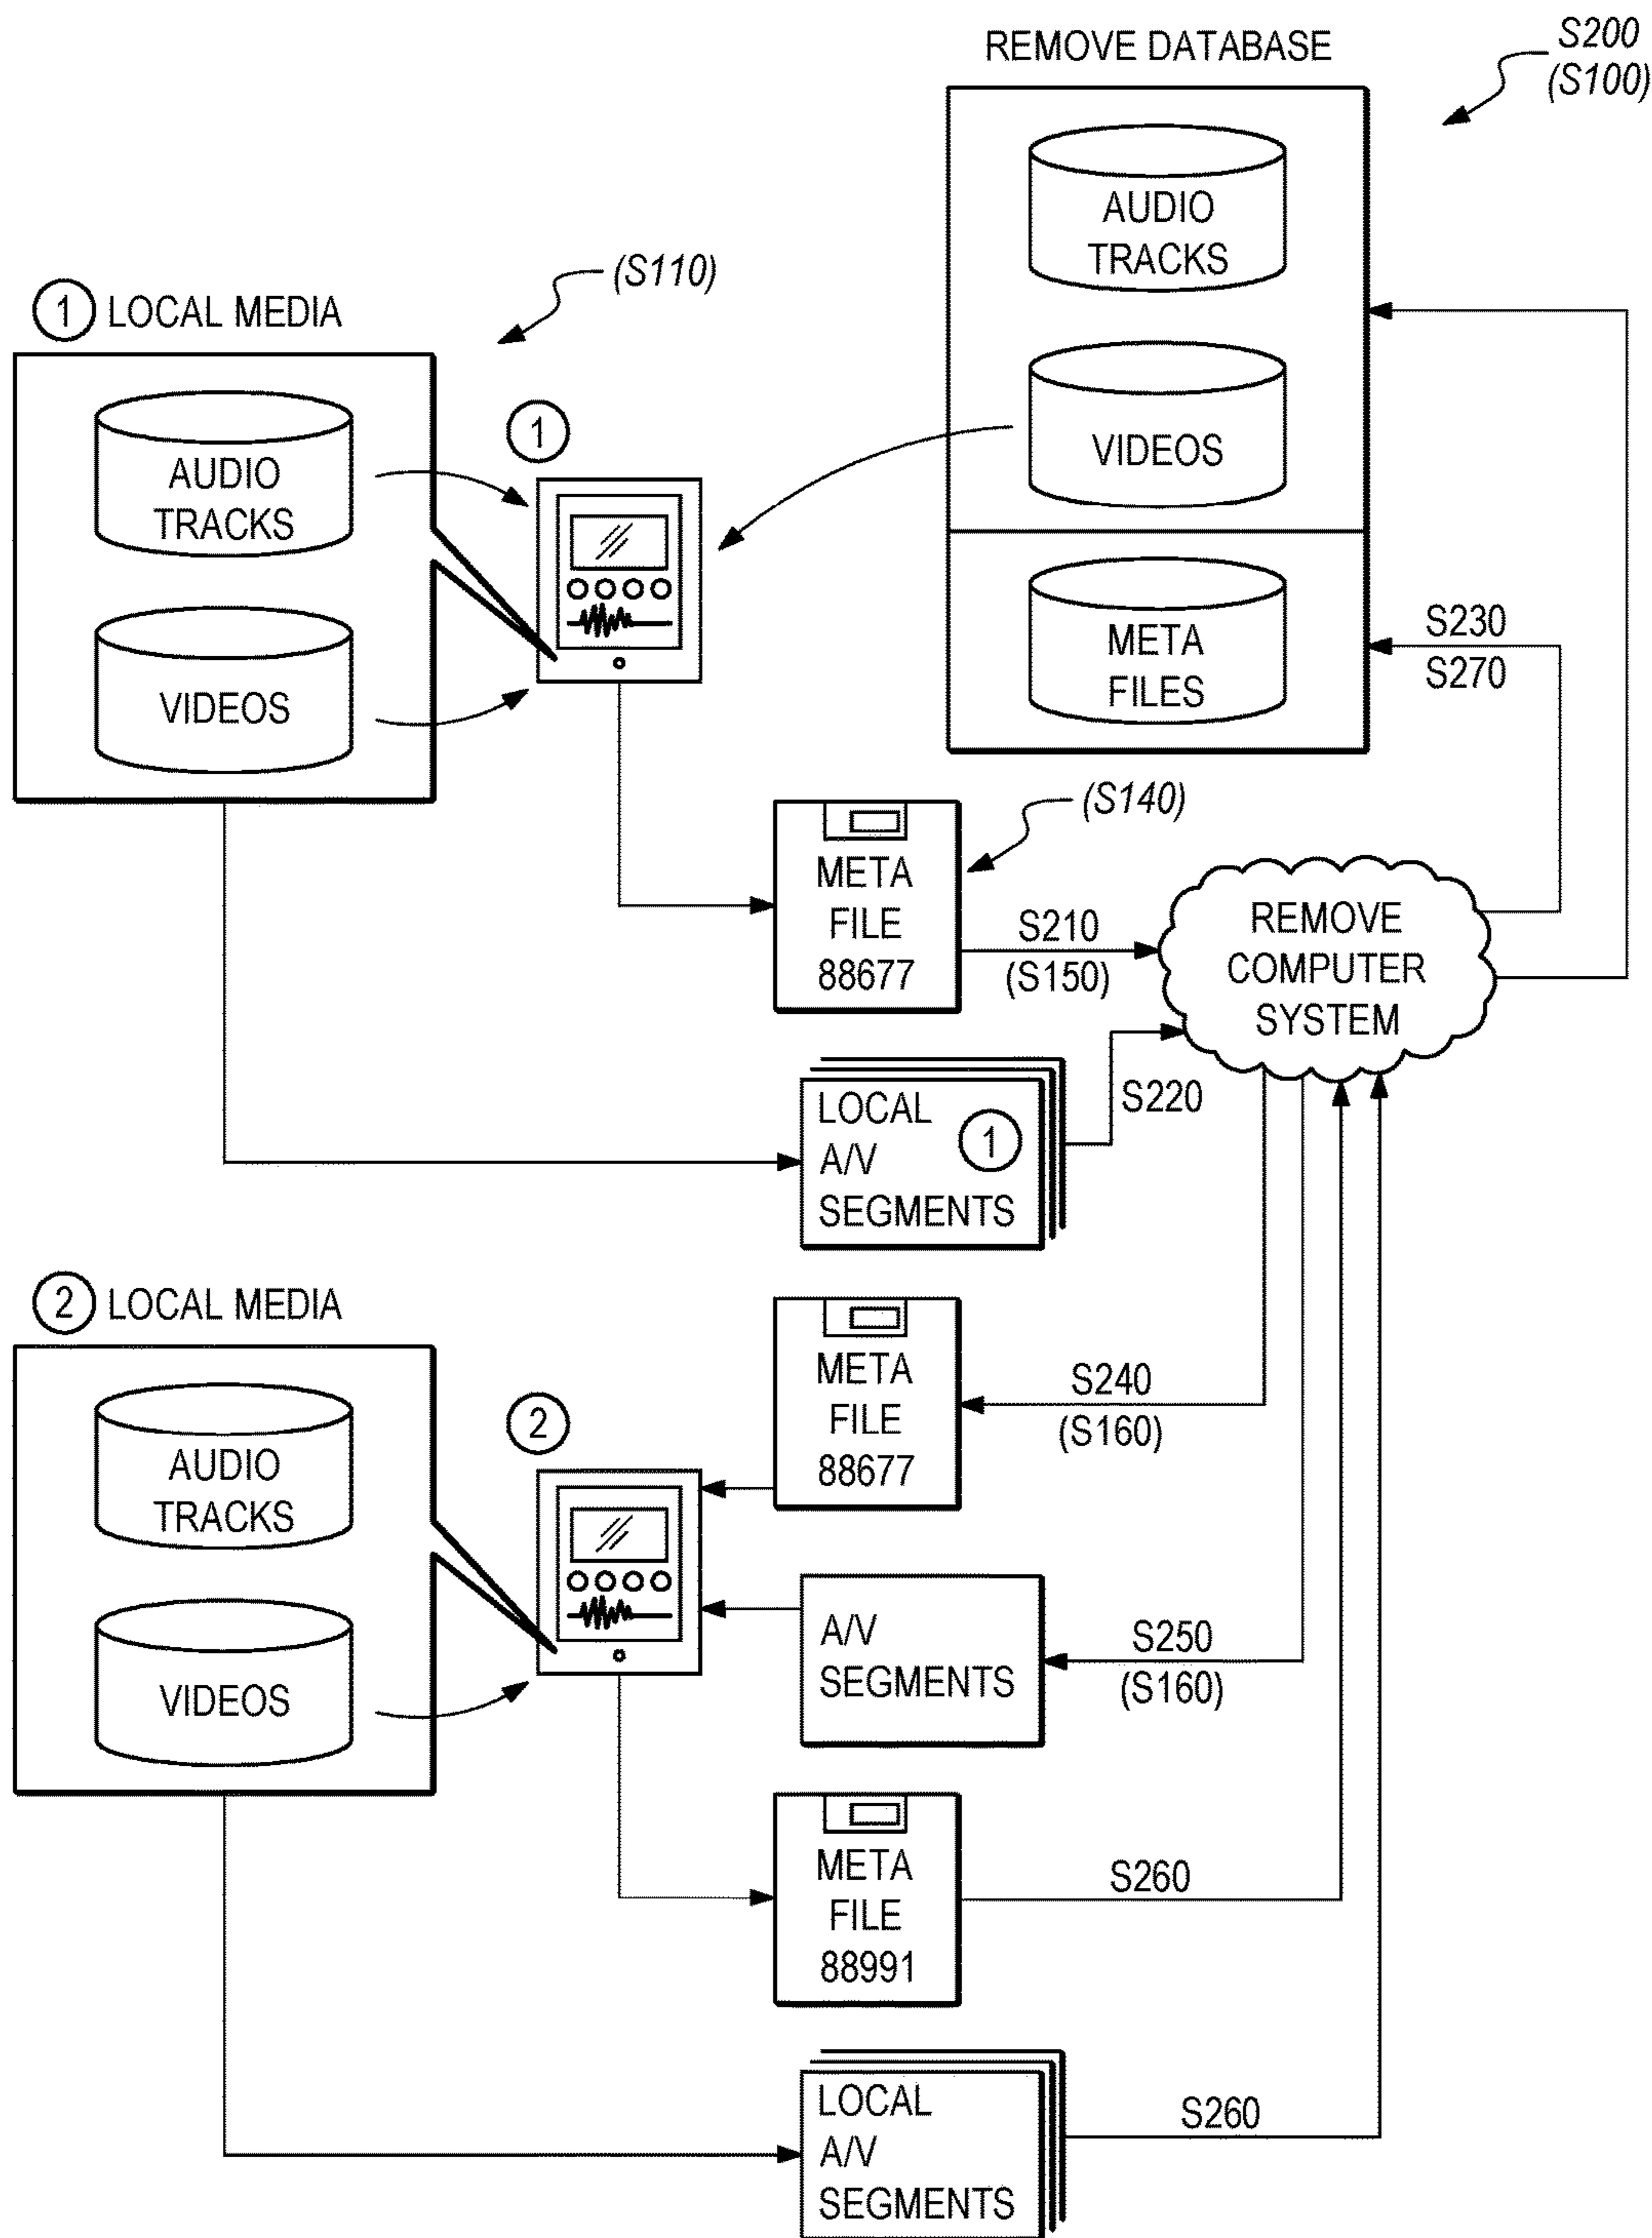 REMOVE DATABASE
S200
(S100)
AUDIO
TRACKS
VIDEOS
META
FILES
S230
S270
(S110)
1 LOCAL MEDIA
AUDIO
TRACKS
VIDEOS
1
(S140)
META
FILE
88677
S210
(S150)
REMOVE
COMPUTER
SYSTEM
LOCAL
A/V
SEGMENTS
1
S220
2 LOCAL MEDIA
AUDIO
TRACKS
VIDEOS
2
META
FILE
88677
S240
(S160)
A/V
SEGMENTS
S250
(S160)
META
FILE
88991
S260
LOCAL
A/V
SEGMENTS
S260